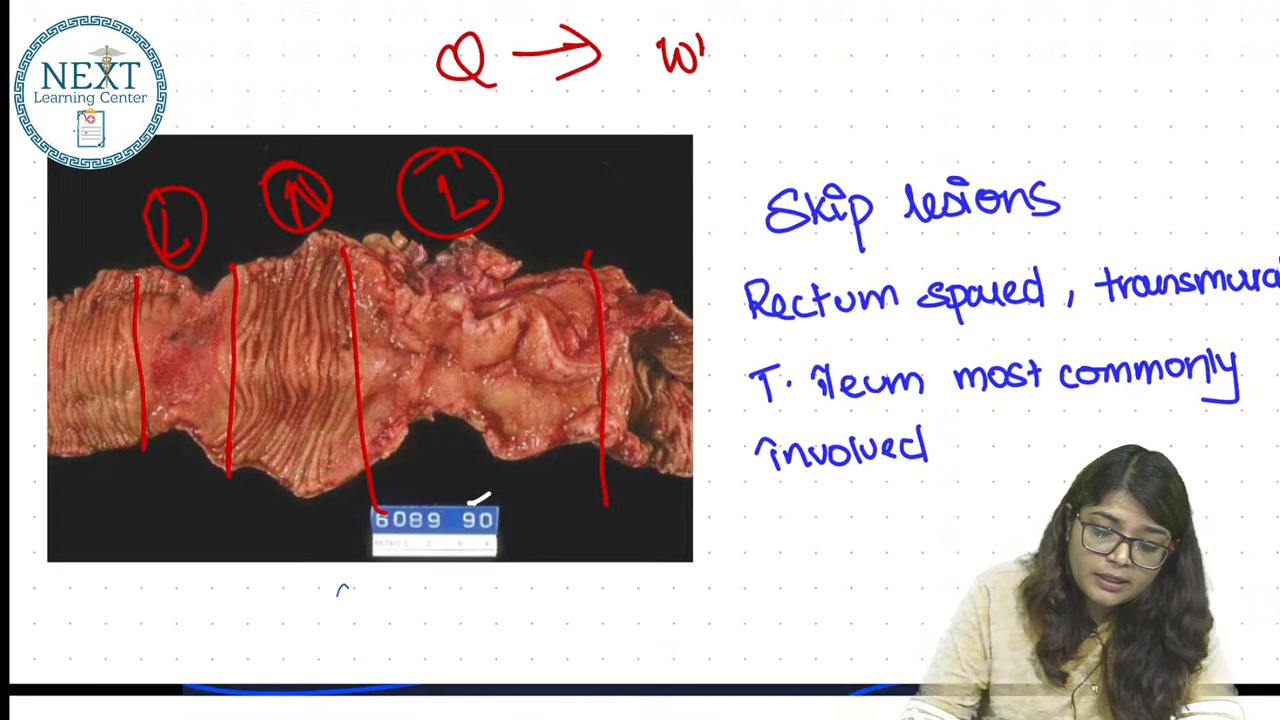 NEXT
Learning Center
Q → w'
L N L
Skip lesions
Rectum spared, transmural
T. ileum most commonly
involved
6089 90